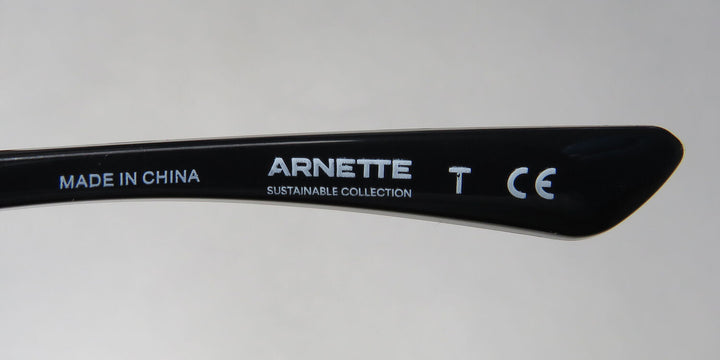 MADE IN CHINA
ARNETTE
SUSTAINABLE COLLECTION
T CE